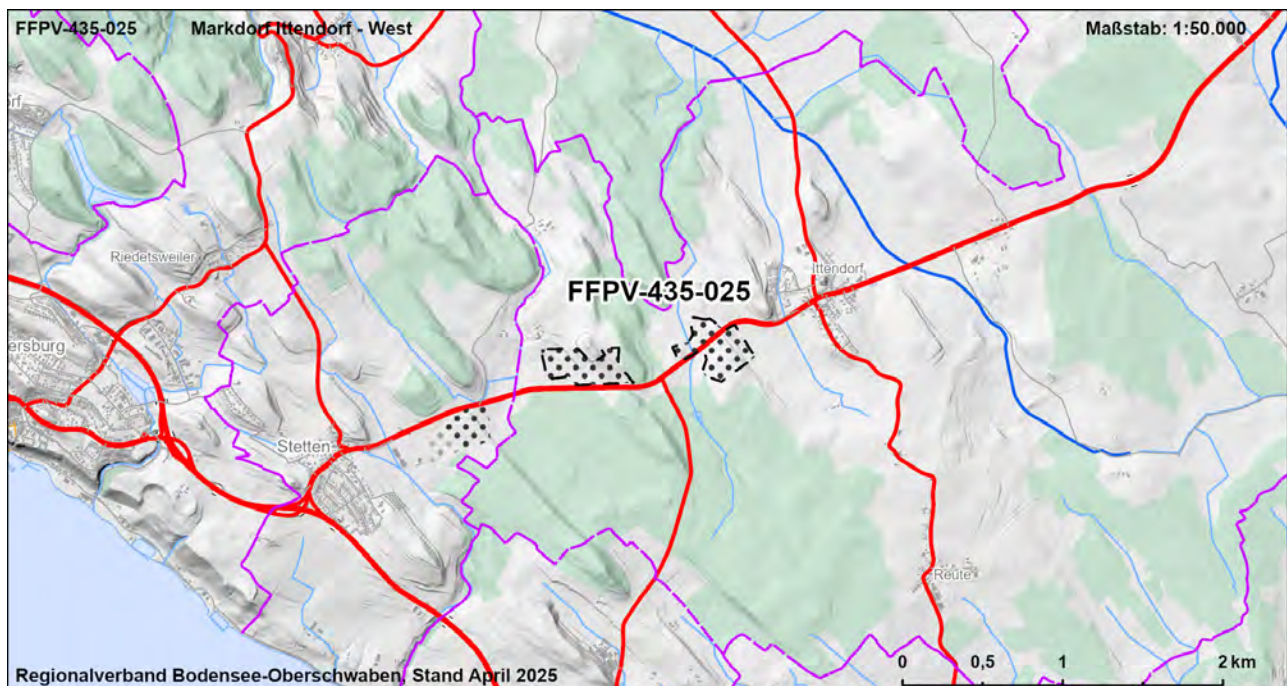 FFPV-435-025 Markdorf Ittendorf - West Maßstab: 1:50.000
orf
Riedetsweiler
Ittendorf
FFPV-435-025
ersburg
Stetten
Reute
0 0,5 1 2 km
Regionalverband Bodensee-Oberschwaben, Stand April 2025